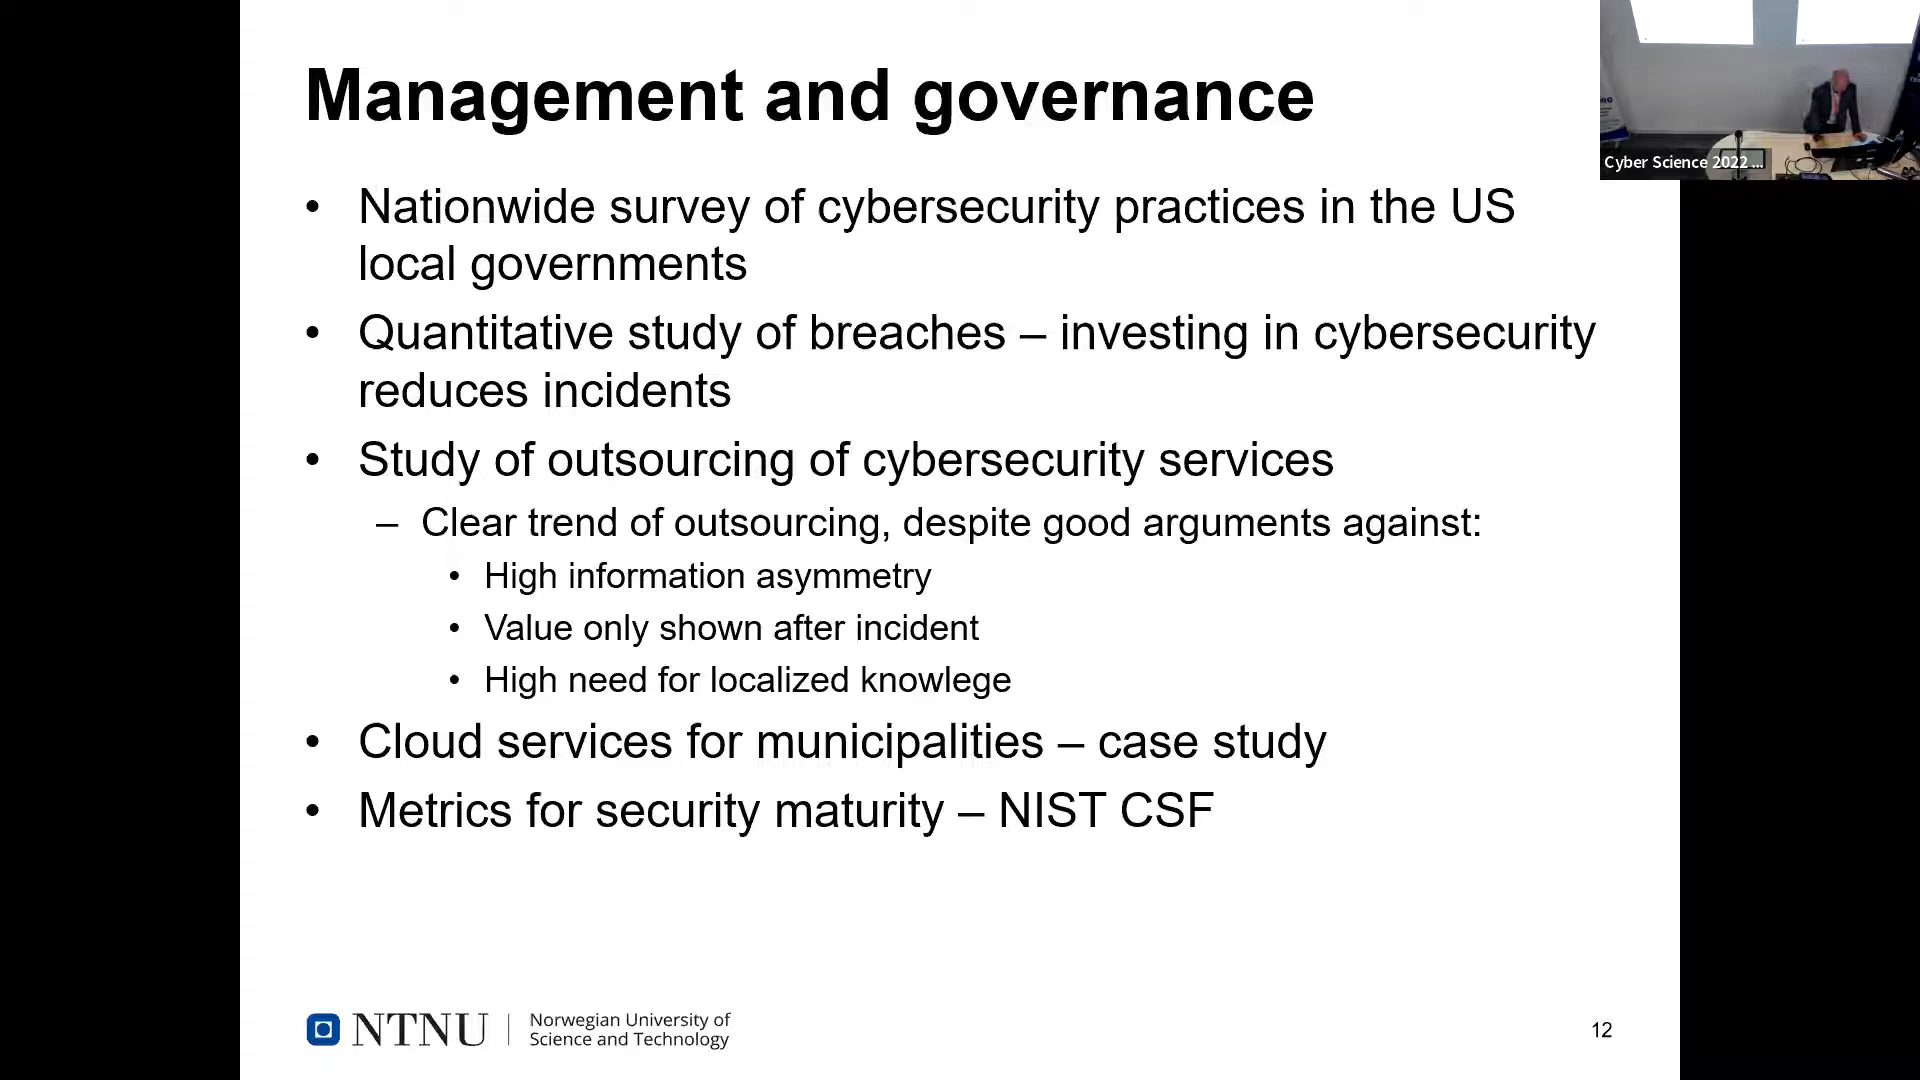 Management and governance
• Nationwide survey of cybersecurity practices in the US
local governments
• Quantitative study of breaches – investing in cybersecurity
reduces incidents
• Study of outsourcing of cybersecurity services
– Clear trend of outsourcing, despite good arguments against:
• High information asymmetry
• Value only shown after incident
• High need for localized knowlege
• Cloud services for municipalities – case study
• Metrics for security maturity – NIST CSF
NTNU
Norwegian University of
Science and Technology
12
Cyber Science 2022 ...